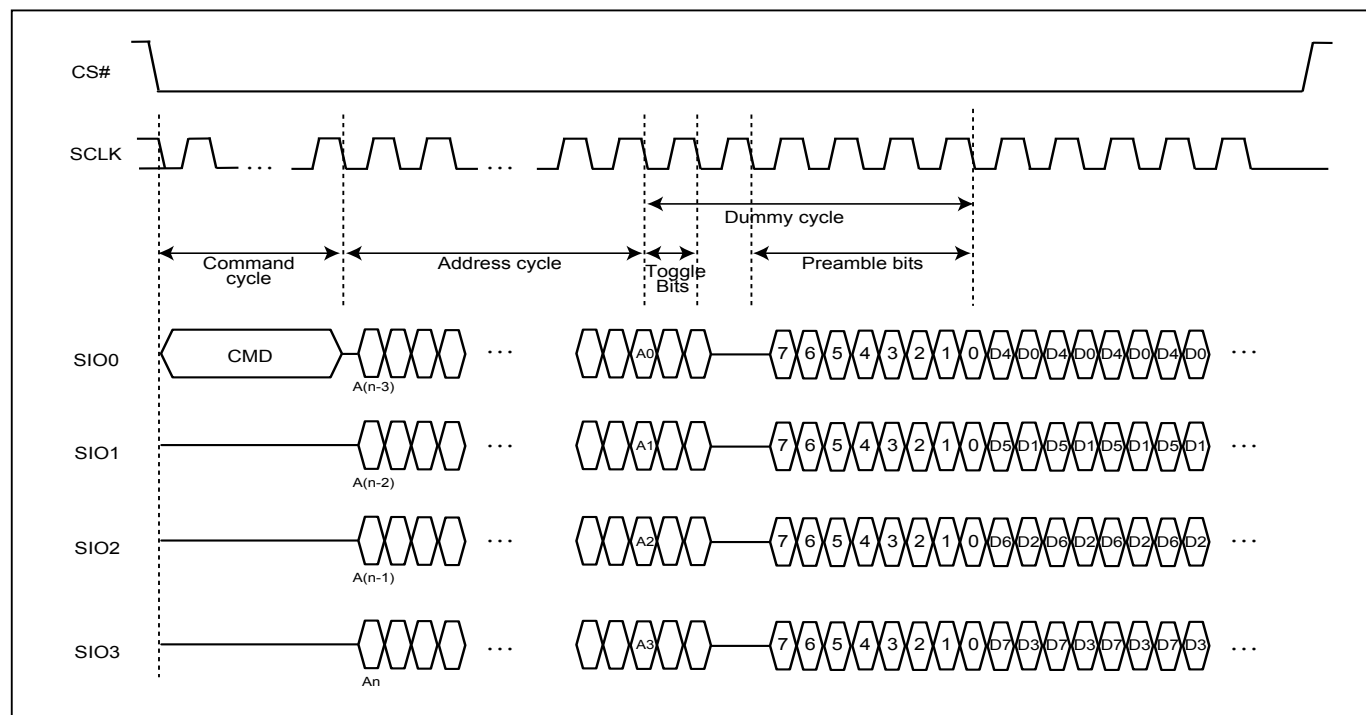 CS#
SCLK
... ...
Dummy cycle
Command
cycle
Address cycle
Toggle
Bits
Preamble bits
SIO0 CMD ... A0 7 6 5 4 3 2 1 0 D4 D0 D4 D0 D4 D0 D4 D0 ...
A(n-3)
SIO1 ... A1 7 6 5 4 3 2 1 0 D5 D1 D5 D1 D5 D1 D5 D1 ...
A(n-2)
SIO2 ... A2 7 6 5 4 3 2 1 0 D6 D2 D6 D2 D6 D2 D6 D2 ...
A(n-1)
SIO3 ... A3 7 6 5 4 3 2 1 0 D7 D3 D7 D3 D7 D3 D7 D3 ...
An